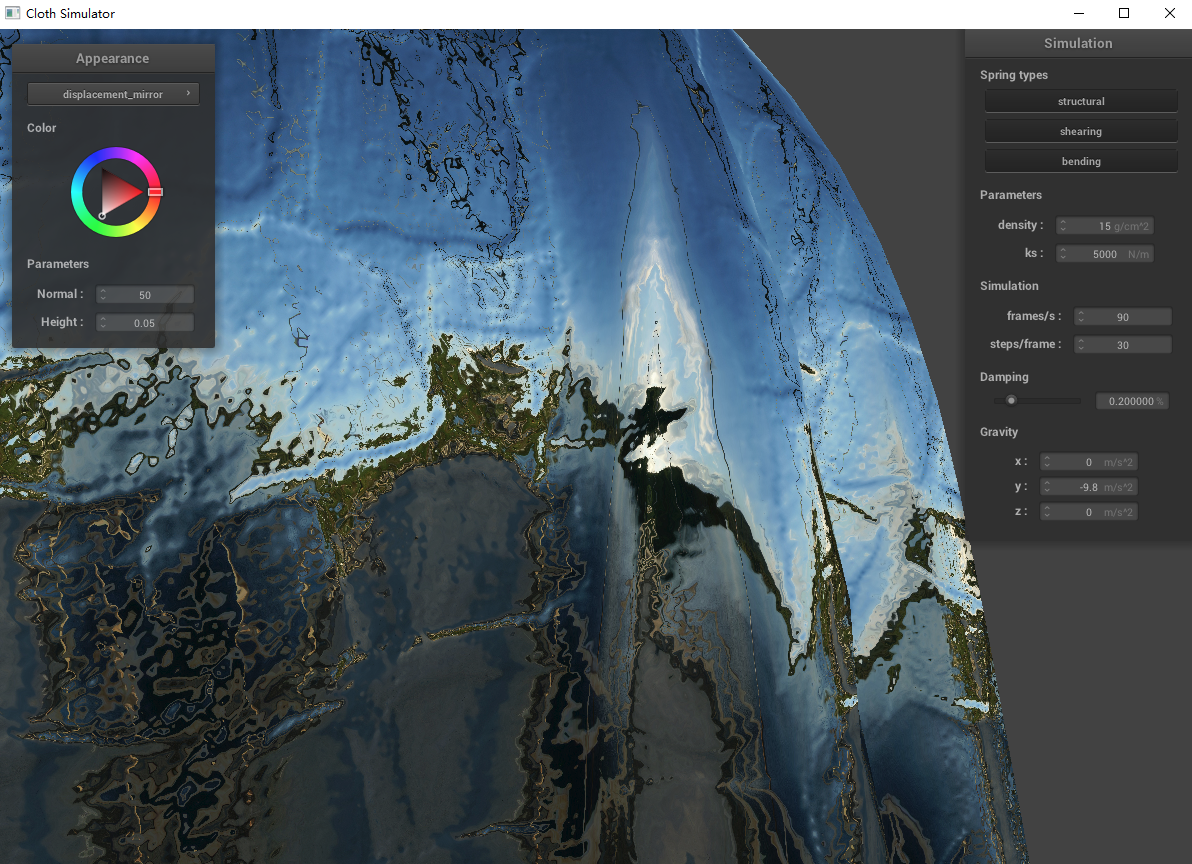 Cloth Simulator
Appearance
displacement_mirror
Color
Parameters
Normal : 50
Height : 0.05
Simulation
Spring types
structural
shearing
bending
Parameters
density : 15 g/cm^2
ks : 5000 N/m
Simulation
frames/s : 90
steps/frame : 30
Damping
0.200000 %
Gravity
x : 0 m/s^2
y : -9.8 m/s^2
z : 0 m/s^2